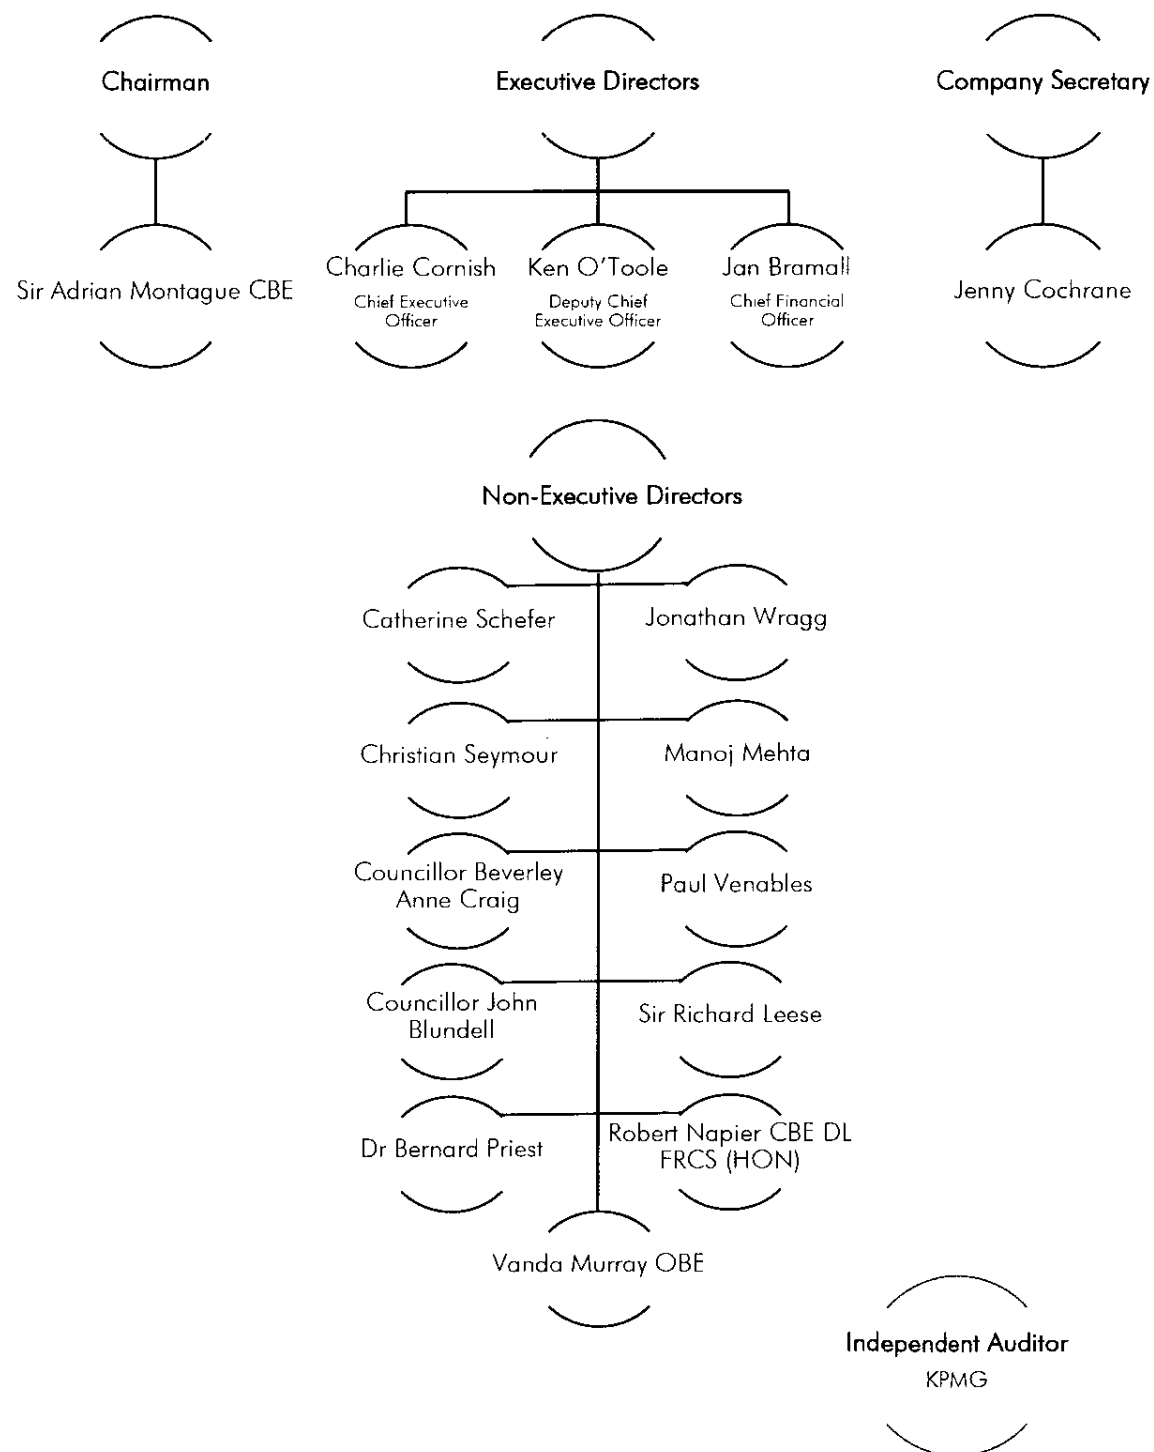 Chairman
Executive Directors
Company Secretary
Sir Adrian Montague CBE
Charlie Cornish
Chief Executive
Officer
Ken O'Toole
Deputy Chief
Executive Officer
Jan Bramall
Chief Financial
Officer
Jenny Cochrane
Non-Executive Directors
Catherine Schefer
Jonathan Wragg
Christian Seymour
Manoj Mehta
Councillor Beverley
Anne Craig
Paul Venables
Councillor John
Blundell
Sir Richard Leese
Dr Bernard Priest
Robert Napier CBE DL
FRCS (HON)
Vanda Murray OBE
Independent Auditor
KPMG